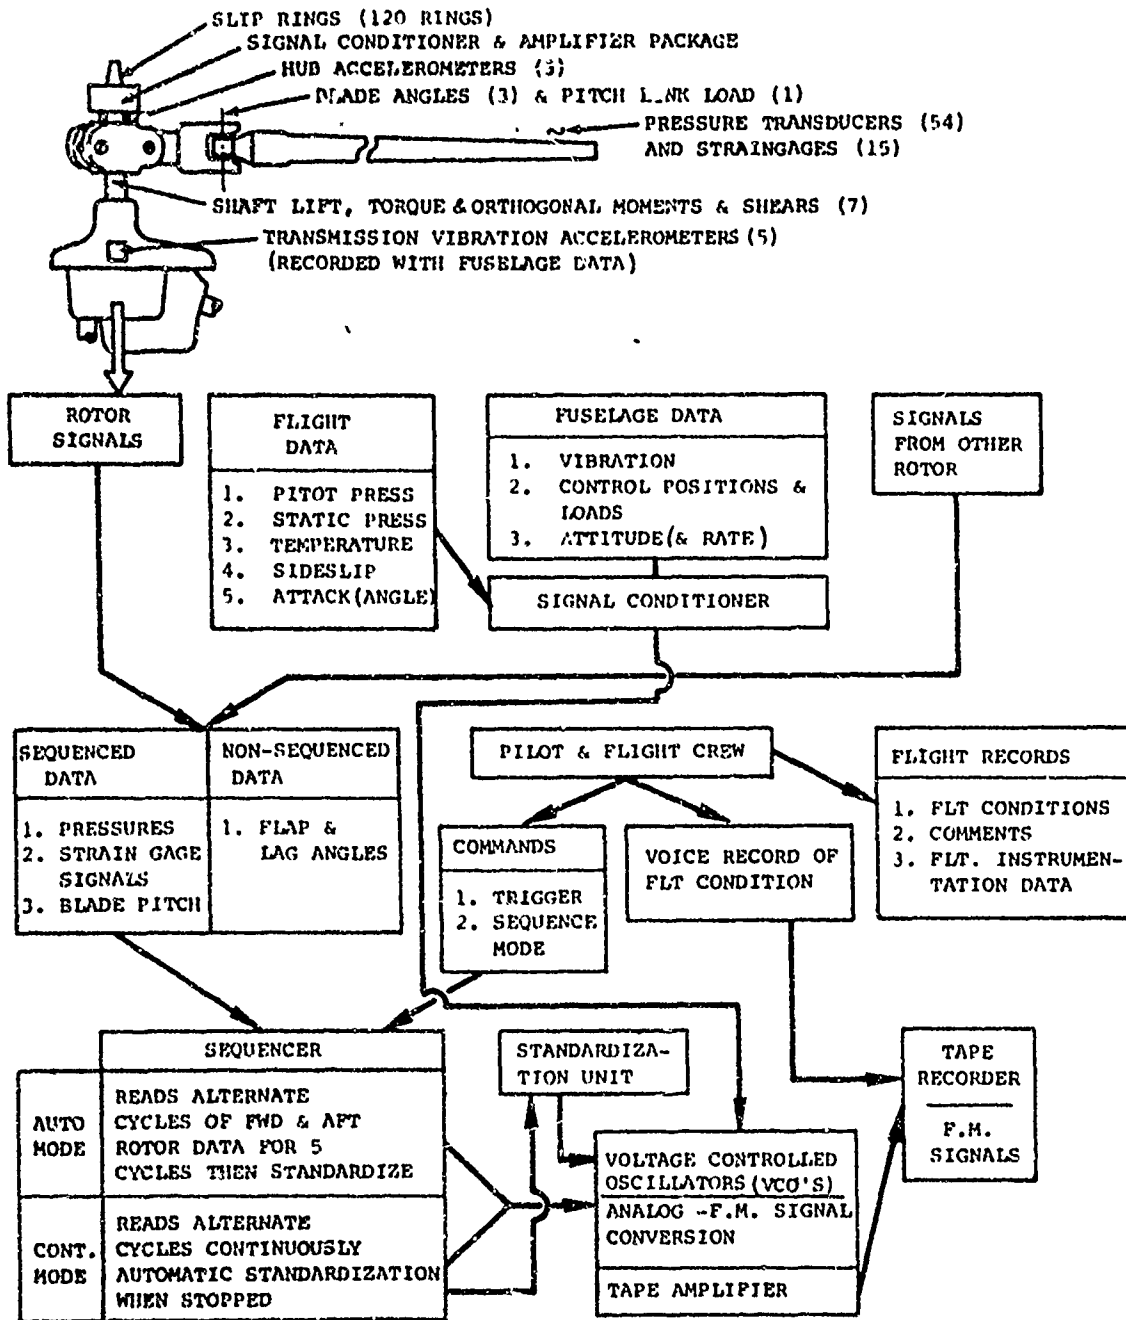 SLIP RINGS (120 RINGS)
SIGNAL CONDITIONER & AMPLIFIER PACKAGE
HUB ACCELEROMETERS (3)
BLADE ANGLES (3) & PITCH LINK LOAD (1)
PRESSURE TRANSDUCERS (54)
AND STRAINGAGES (15)
SHAFT LIFT, TORQUE & ORTHOGONAL MOMENTS & SHEARS (7)
TRANSMISSION VIBRATION ACCELEROMETERS (5)
(RECORDED WITH FUSELAGE DATA)
ROTOR
SIGNALS
FLIGHT
DATA
1. PITOT PRESS
2. STATIC PRESS
3. TEMPERATURE
4. SIDESLIP
5. ATTACK (ANGLE)
FUSELAGE DATA
1. VIBRATION
2. CONTROL POSITIONS &
LOADS
3. ATTITUDE (& RATE)
SIGNAL CONDITIONER
SIGNALS
FROM OTHER
ROTOR
SEQUENCED
DATA
1. PRESSURES
2. STRAIN GAGE
SIGNALS
3. BLADE PITCH
NON-SEQUENCED
DATA
1. FLAP &
LAG ANGLES
PILOT & FLIGHT CREW
COMMANDS
1. TRIGGER
2. SEQUENCE
MODE
VOICE RECORD OF
FLT CONDITION
FLIGHT RECORDS
1. FLT CONDITIONS
2. COMMENTS
3. FLT. INSTRUMEN-
TATION DATA
SEQUENCER
AUTO
MODE
READS ALTERNATE
CYCLES OF FWD & AFT
ROTOR DATA FOR 5
CYCLES THEN STANDARDIZE
CONT.
MODE
READS ALTERNATE
CYCLES CONTINUOUSLY
AUTOMATIC STANDARDIZATION
WHEN STOPPED
STANDARDIZA-
TION UNIT
VOLTAGE CONTROLLED
OSCILLATORS (VCO'S)
ANALOG -F.M. SIGNAL
CONVERSION
TAPE AMPLIFIER
TAPE
RECORDER
F.M.
SIGNALS